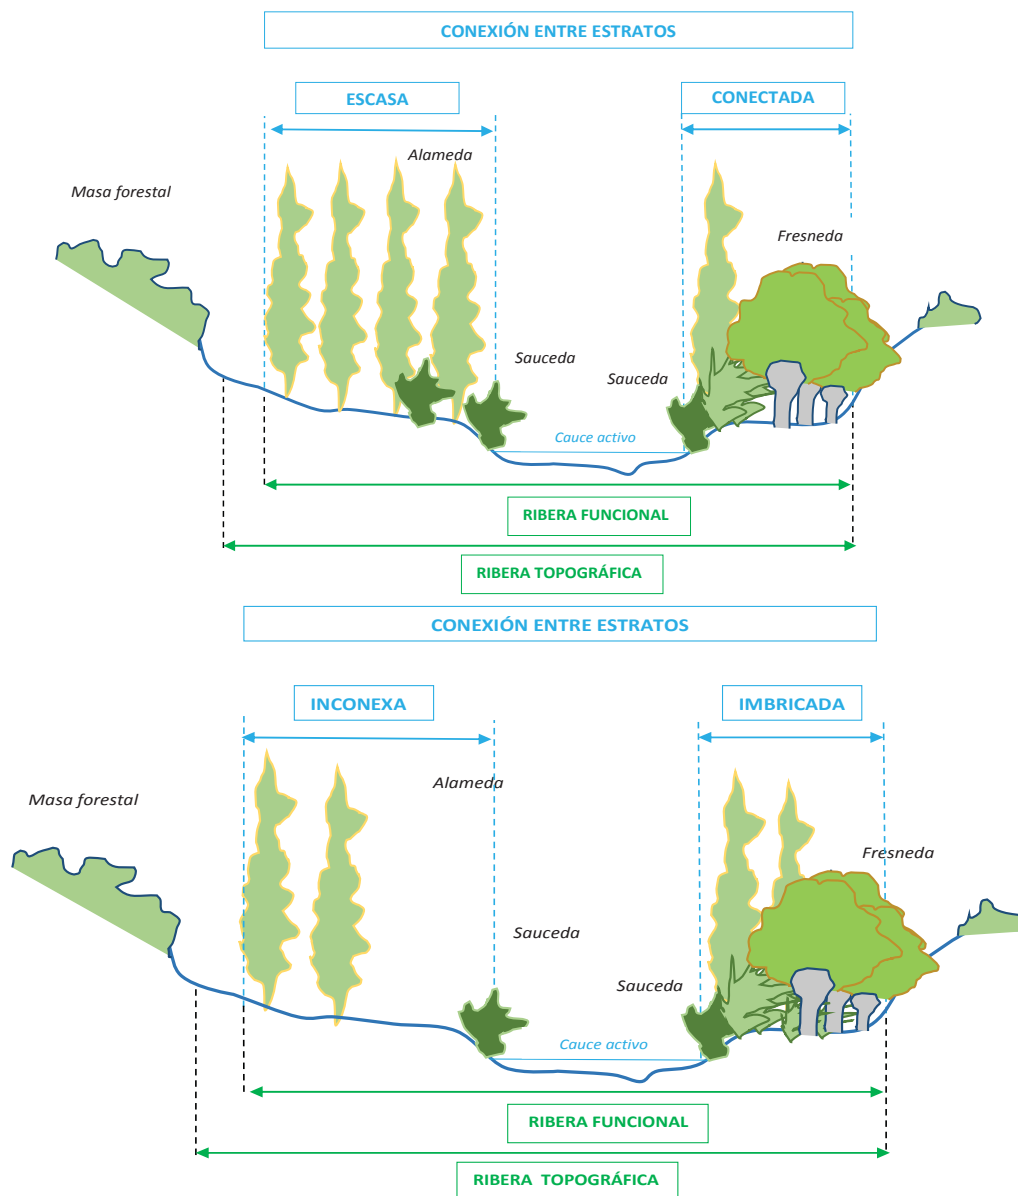 CONEXIÓN ENTRE ESTRATOS
ESCASA
CONECTADA
Alameda
Masa forestal
Fresneda
Sauceda
Sauceda
Cauce activo
RIBERA FUNCIONAL
RIBERA TOPOGRÁFICA
CONEXIÓN ENTRE ESTRATOS
INCONEXA
IMBRICADA
Alameda
Masa forestal
Fresneda
Sauceda
Sauceda
Cauce activo
RIBERA FUNCIONAL
RIBERA TOPOGRÁFICA